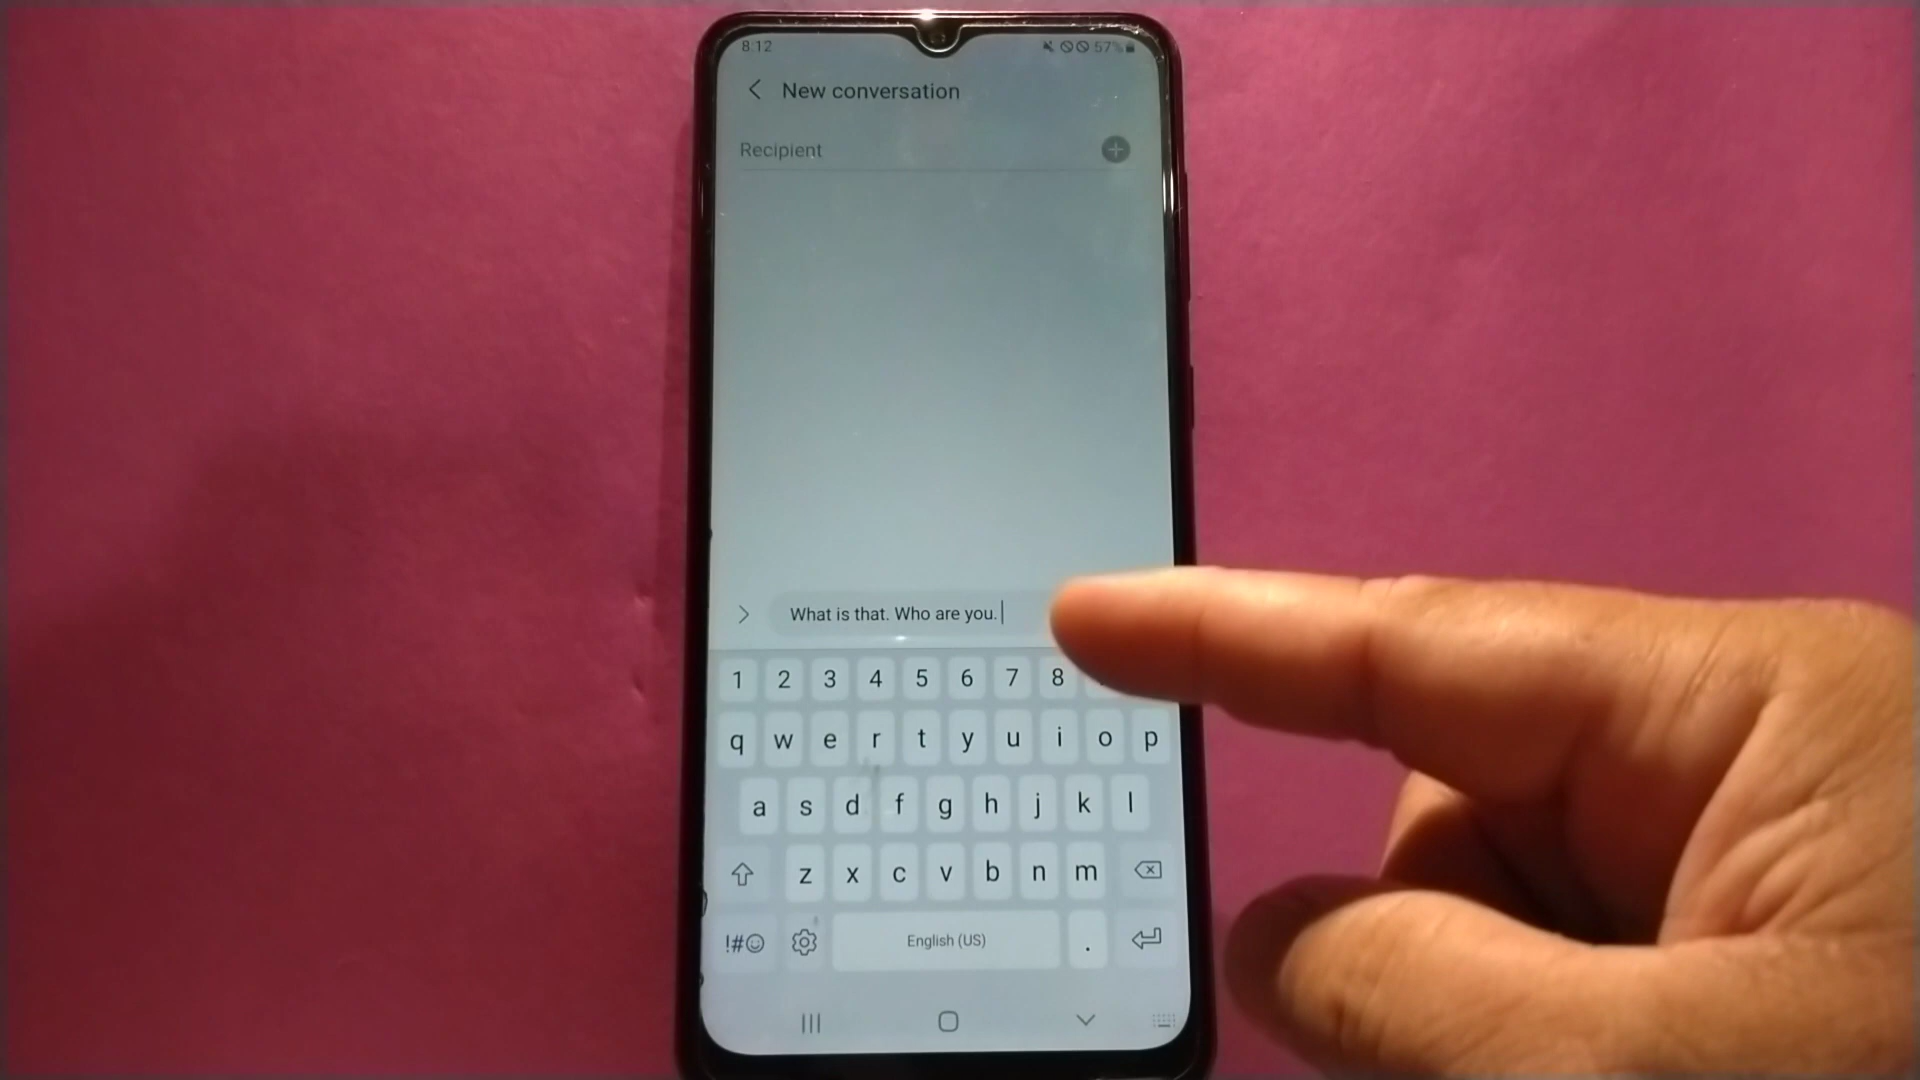 8:12 57%
New conversation
Recipient
What is that. Who are you.
1 2 3 4 5 6 7 8
q w e r t y u i o p
a s d f g h j k l
z x c v b n m
!#☺ English (US) .